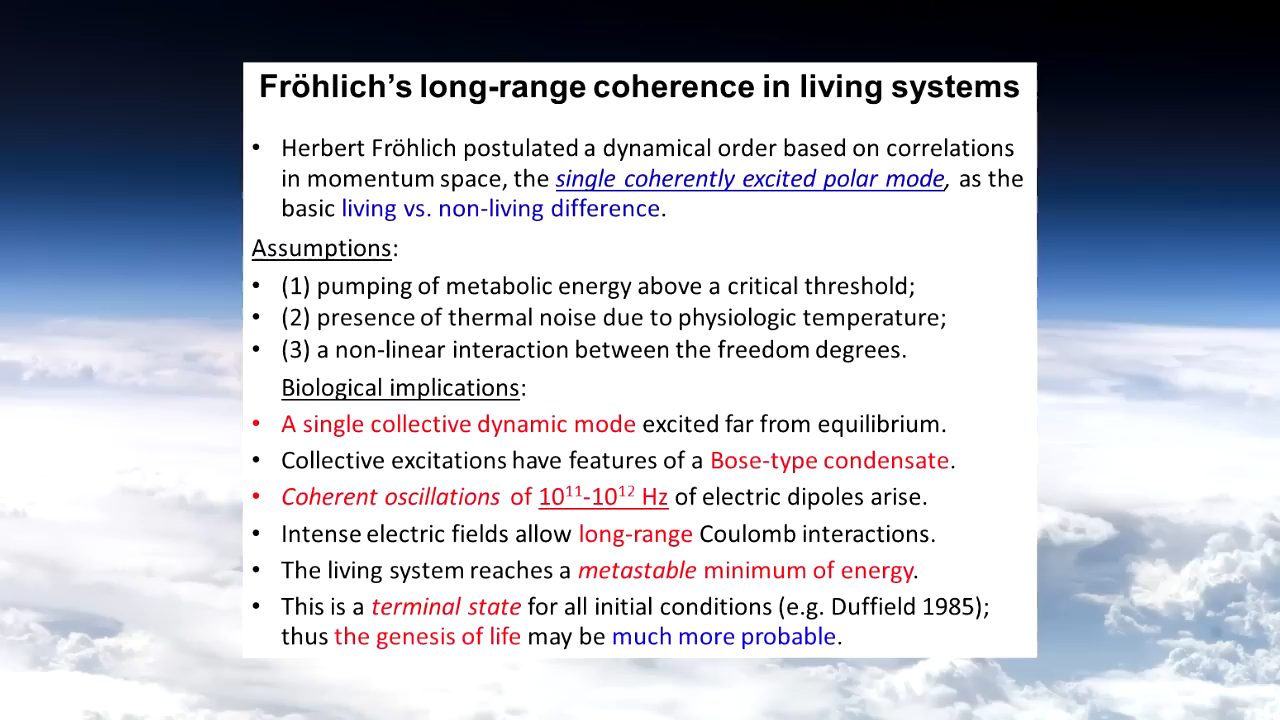 Fröhlich’s long-range coherence in living systems
• Herbert Fröhlich postulated a dynamical order based on correlations
in momentum space, the single coherently excited polar mode, as the
basic living vs. non-living difference.
Assumptions:
• (1) pumping of metabolic energy above a critical threshold;
• (2) presence of thermal noise due to physiologic temperature;
• (3) a non-linear interaction between the freedom degrees.
Biological implications:
• A single collective dynamic mode excited far from equilibrium.
• Collective excitations have features of a Bose-type condensate.
• Coherent oscillations of 10¹¹-10¹² Hz of electric dipoles arise.
• Intense electric fields allow long-range Coulomb interactions.
• The living system reaches a metastable minimum of energy.
• This is a terminal state for all initial conditions (e.g. Duffield 1985);
thus the genesis of life may be much more probable.